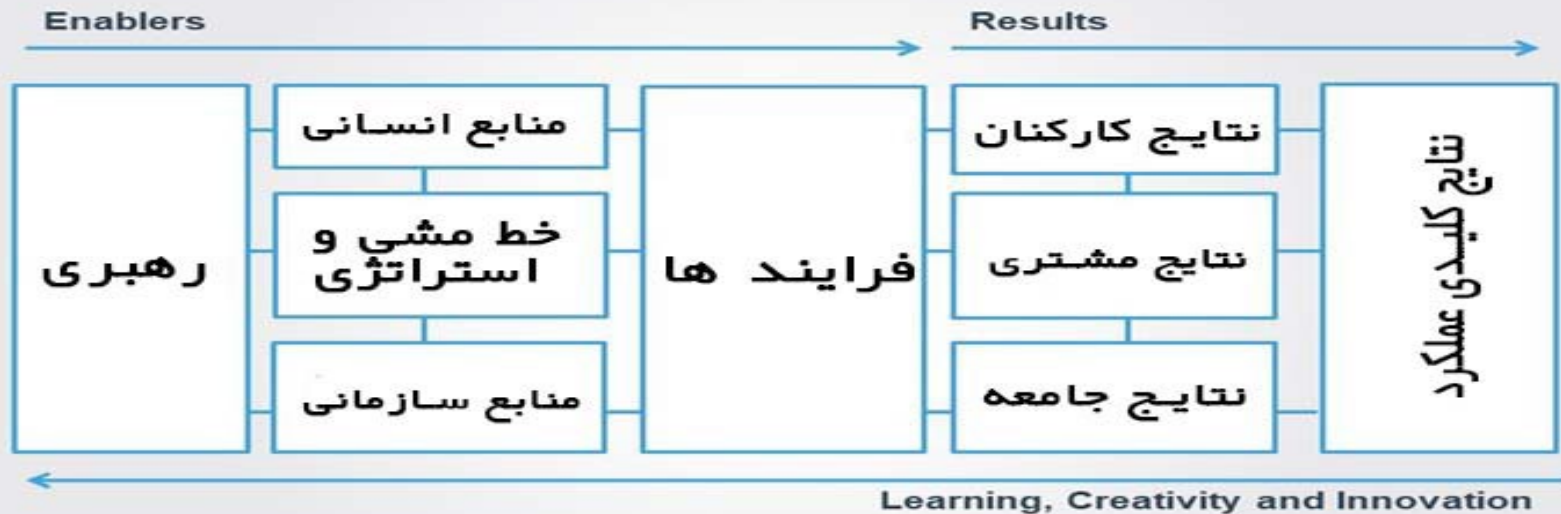 Enablers
Results
رهبری
منابع انسانی
خط مشی و
استراتژی
منابع سازمانی
فرایند ها
نتایج کارکنان
نتایج مشتری
نتایج جامعه
نتایج کلیدی عملکرد
Learning, Creativity and Innovation